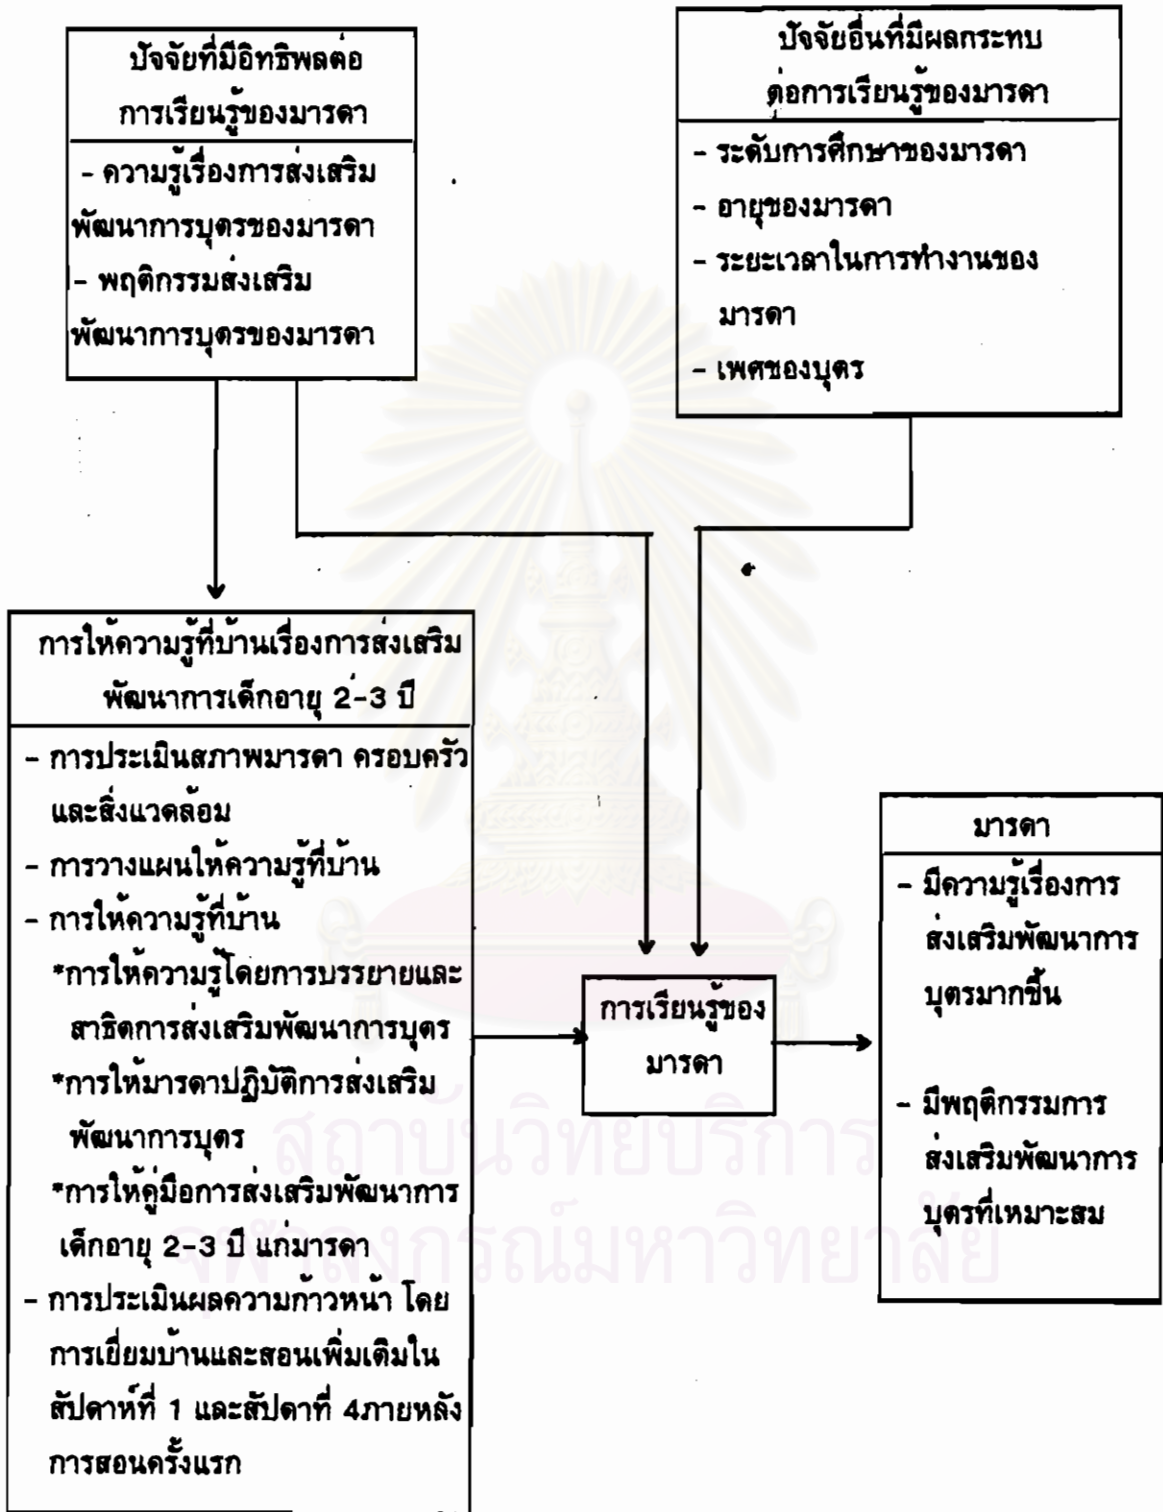 ปัจจัยที่มีอิทธิพลต่อ
การเรียนรู้ของมารดา
- ความรู้เรื่องการส่งเสริม
พัฒนาการบุตรของมารดา
- พฤติกรรมส่งเสริม
พัฒนาการบุตรของมารดา
ปัจจัยอื่นที่มีผลกระทบ
ต่อการเรียนรู้ของมารดา
- ระดับการศึกษาของมารดา
- อายุของมารดา
- ระยะเวลาในการทำงานของ
มารดา
- เพศของบุตร
การให้ความรู้ที่บ้านเรื่องการส่งเสริม
พัฒนาการเด็กอายุ 2-3 ปี
- การประเมินสภาพมารดา ครอบครัว
และสิ่งแวดล้อม
- การวางแผนให้ความรู้ที่บ้าน
- การให้ความรู้ที่บ้าน
*การให้ความรู้โดยการบรรยายและ
สาธิตการส่งเสริมพัฒนาการบุตร
*การให้มารดาปฏิบัติการส่งเสริม
พัฒนาการบุตร
*การให้คู่มือการส่งเสริมพัฒนาการ
เด็กอายุ 2-3 ปี แก่มารดา
- การประเมินผลความก้าวหน้า โดย
การเยี่ยมบ้านและสอนเพิ่มเติมใน
สัปดาห์ที่ 1 และสัปดาที่ 4ภายหลัง
การสอนครั้งแรก
การเรียนรู้ของ
มารดา
มารดา
- มีความรู้เรื่องการ
ส่งเสริมพัฒนาการ
บุตรมากขึ้น
- มีพฤติกรรมการ
ส่งเสริมพัฒนาการ
บุตรที่เหมาะสม
สถาบันวิทยบริการ
จุฬาลงกรณ์มหาวิทยาลัย